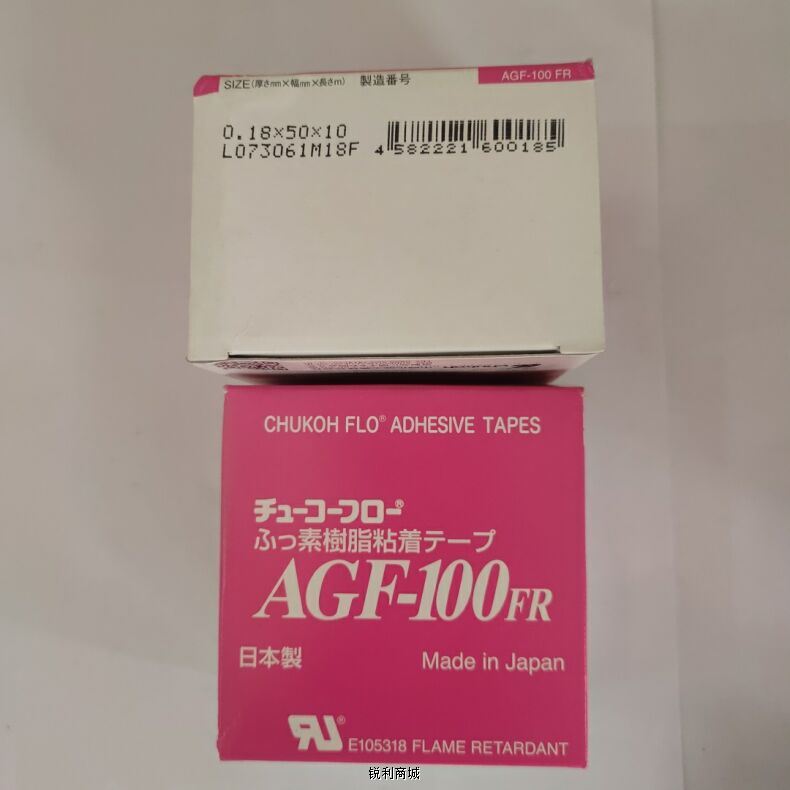 SIZE(厚さmm×幅mm×長さm) 製造番号 AGF-100 FR
0.18×50×10
L073061M18F 4 582221 600185
CHUKOH FLO® ADHESIVE TAPES
チューコーフロー®
ふっ素樹脂粘着テープ
AGF-100FR
日本製 Made in Japan
RU® E105318 FLAME RETARDANT
锐利商城